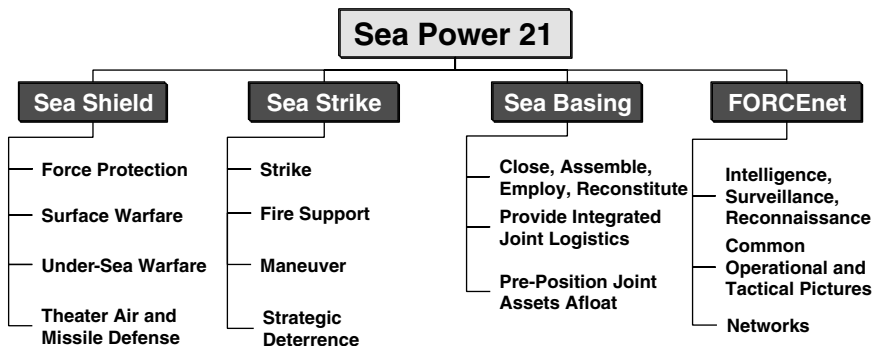 Sea Power 21
Sea Shield
Force Protection
Surface Warfare
Under-Sea Warfare
Theater Air and
Missile Defense
Sea Strike
Strike
Fire Support
Maneuver
Strategic
Deterrence
Sea Basing
Close, Assemble,
Employ, Reconstitute
Provide Integrated
Joint Logistics
Pre-Position Joint
Assets Afloat
FORCEnet
Intelligence,
Surveillance,
Reconnaissance
Common
Operational and
Tactical Pictures
Networks